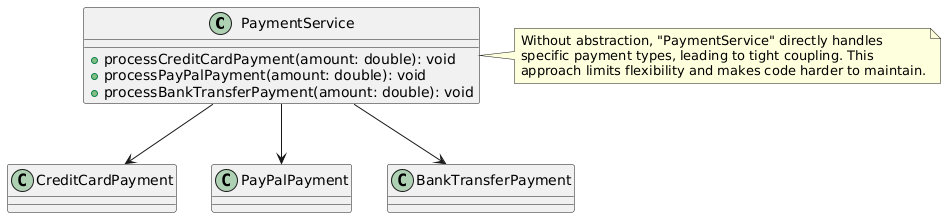 C PaymentService
processCreditCardPayment(amount: double): void
processPayPalPayment(amount: double): void
processBankTransferPayment(amount: double): void
Without abstraction, "PaymentService" directly handles
specific payment types, leading to tight coupling. This
approach limits flexibility and makes code harder to maintain.
C CreditCardPayment
C PayPalPayment
C BankTransferPayment